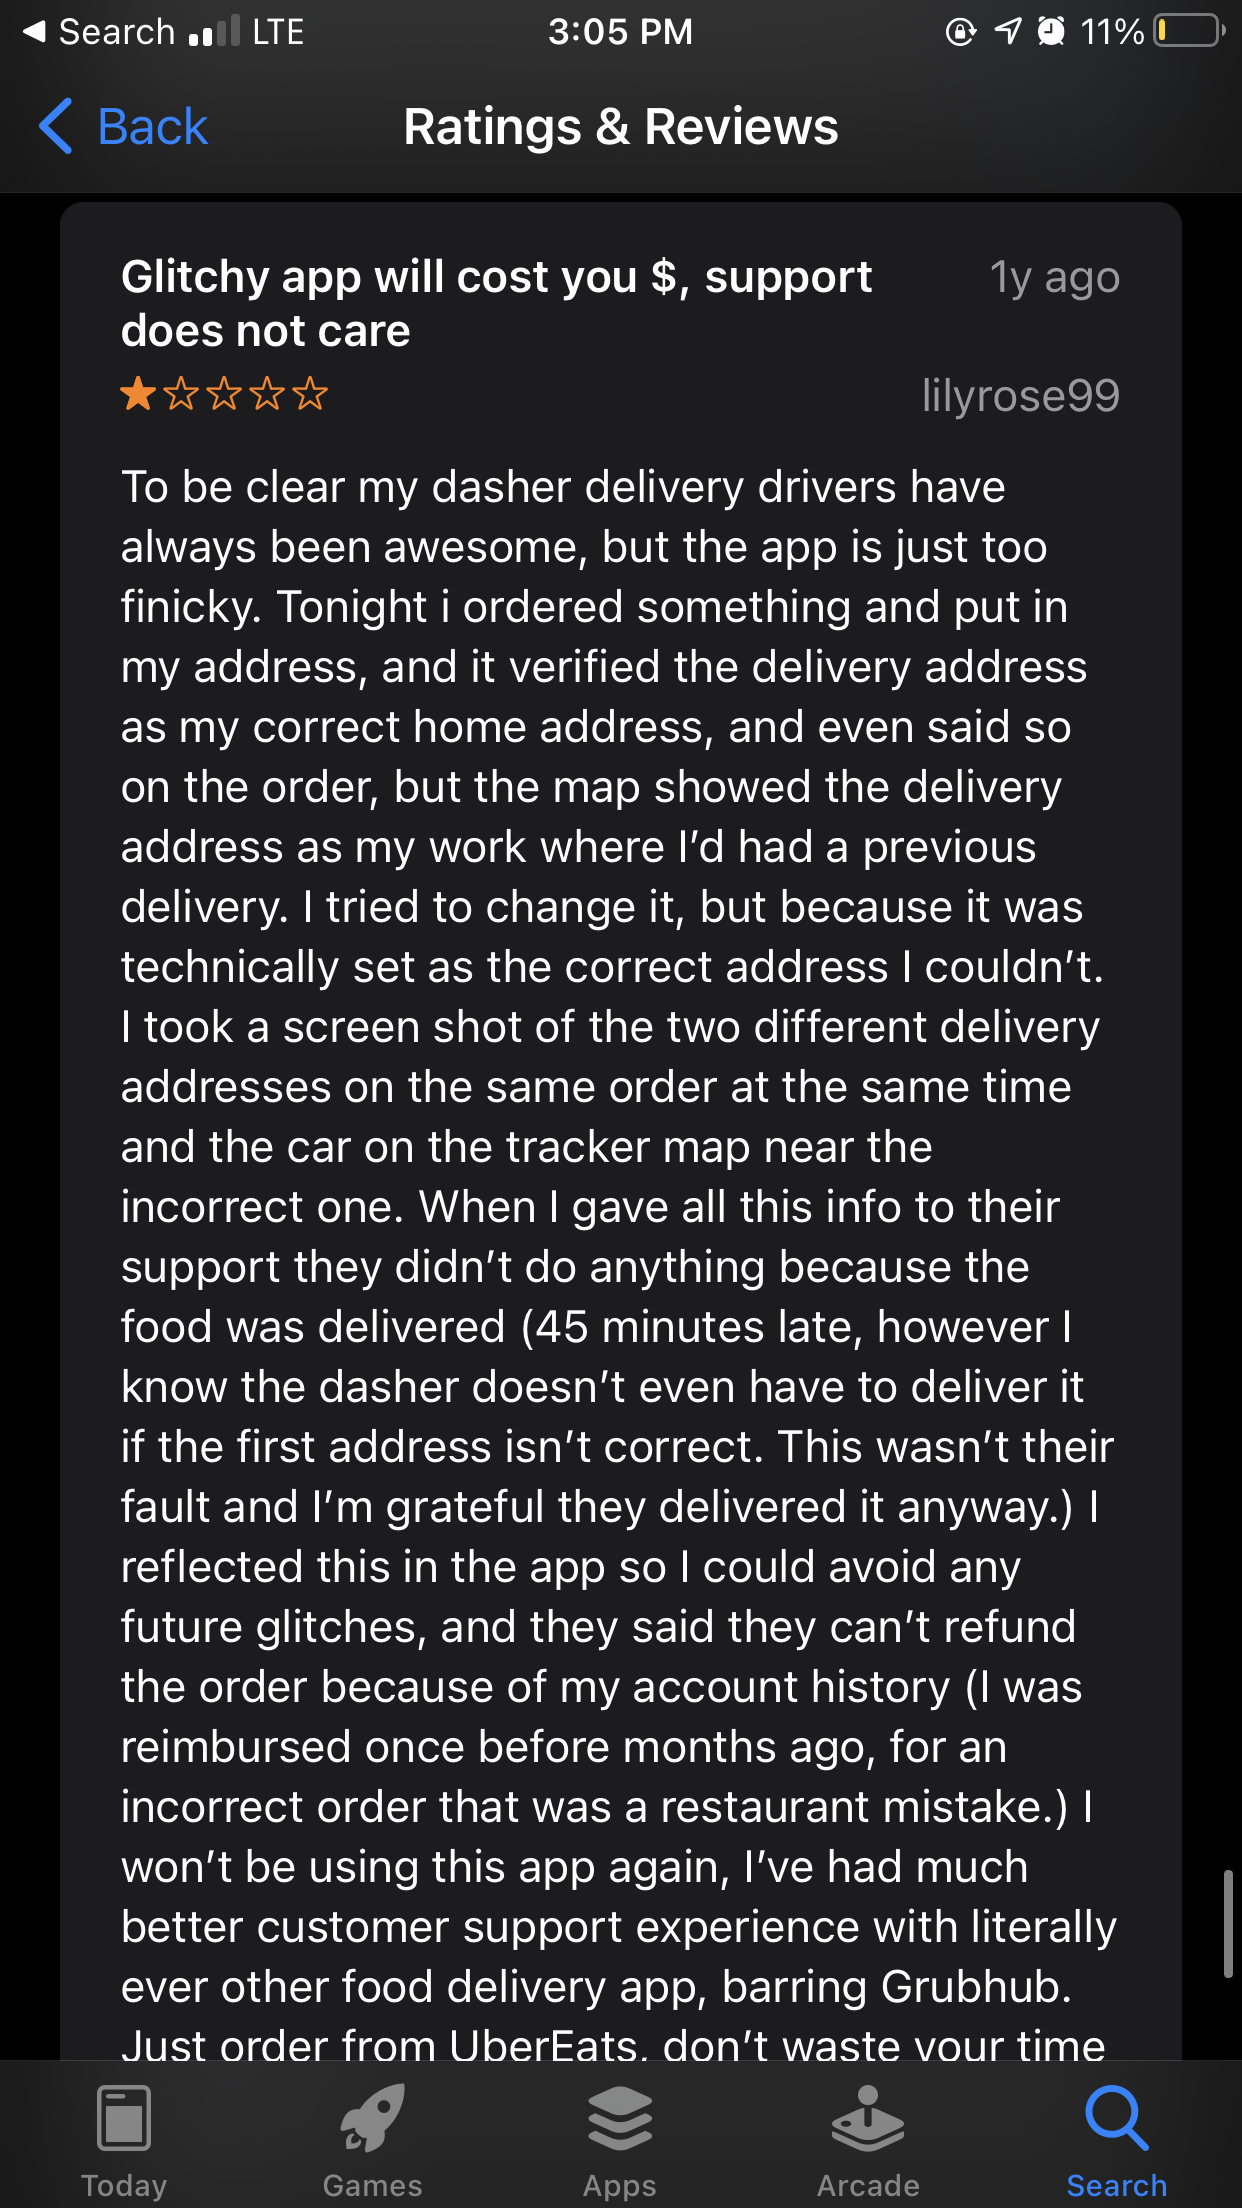 Search LTE 3:05 PM 11%
Back Ratings & Reviews
Glitchy app will cost you $, support 1y ago
does not care
lilyrose99
To be clear my dasher delivery drivers have
always been awesome, but the app is just too
finicky. Tonight i ordered something and put in
my address, and it verified the delivery address
as my correct home address, and even said so
on the order, but the map showed the delivery
address as my work where I’d had a previous
delivery. I tried to change it, but because it was
technically set as the correct address I couldn’t.
I took a screen shot of the two different delivery
addresses on the same order at the same time
and the car on the tracker map near the
incorrect one. When I gave all this info to their
support they didn’t do anything because the
food was delivered (45 minutes late, however I
know the dasher doesn’t even have to deliver it
if the first address isn’t correct. This wasn’t their
fault and I’m grateful they delivered it anyway.) I
reflected this in the app so I could avoid any
future glitches, and they said they can’t refund
the order because of my account history (I was
reimbursed once before months ago, for an
incorrect order that was a restaurant mistake.) I
won’t be using this app again, I’ve had much
better customer support experience with literally
ever other food delivery app, barring Grubhub.
Just order from UberEats, don’t waste your time
Today Games Apps Arcade Search